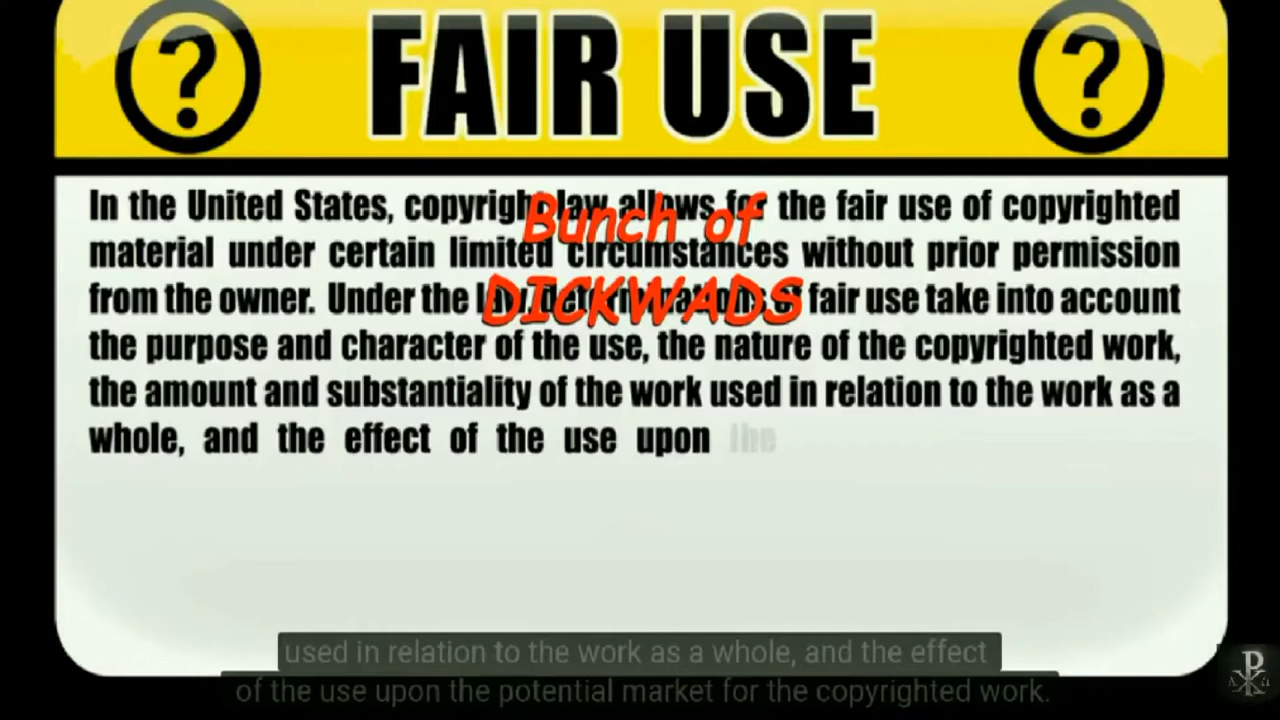 ?
FAIR USE
?
In the United States, copyright law allows for the fair use of copyrighted
Bunch of
material under certain limited circumstances without prior permission
from the owner. Under the law, determinations of fair use take into account
DICKWADS
the purpose and character of the use, the nature of the copyrighted work,
the amount and substantiality of the work used in relation to the work as a
whole, and the effect of the use upon the
used in relation to the work as a whole, and the effect
of the use upon the potential market for the copyrighted work.